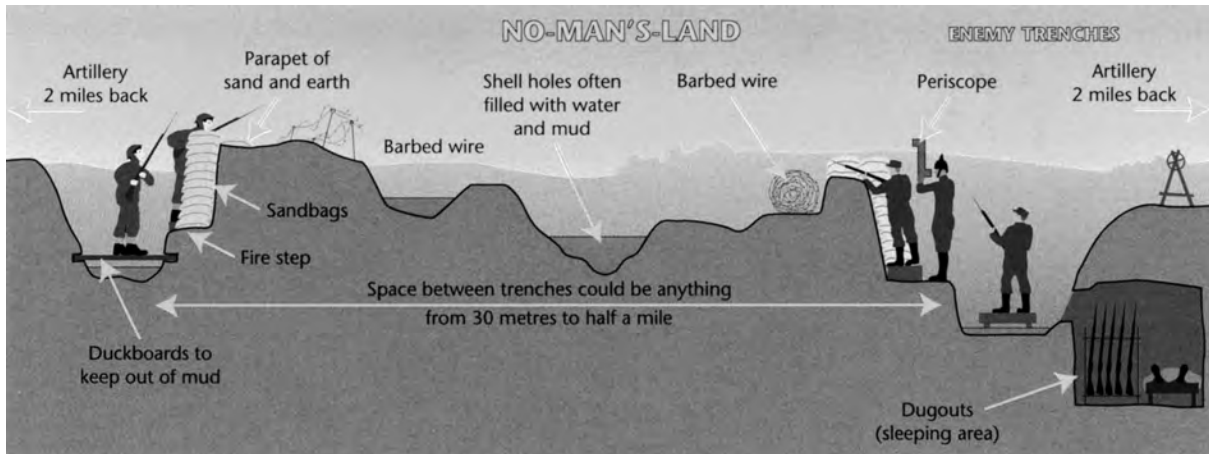 NO-MAN'S-LAND
ENEMY TRENCHES
Artillery
2 miles back
Parapet of
sand and earth
Shell holes often
filled with water
and mud
Barbed wire
Periscope
Artillery
2 miles back
Barbed wire
Sandbags
Fire step
Space between trenches could be anything
from 30 metres to half a mile
Duckboards to
keep out of mud
Dugouts
(sleeping area)